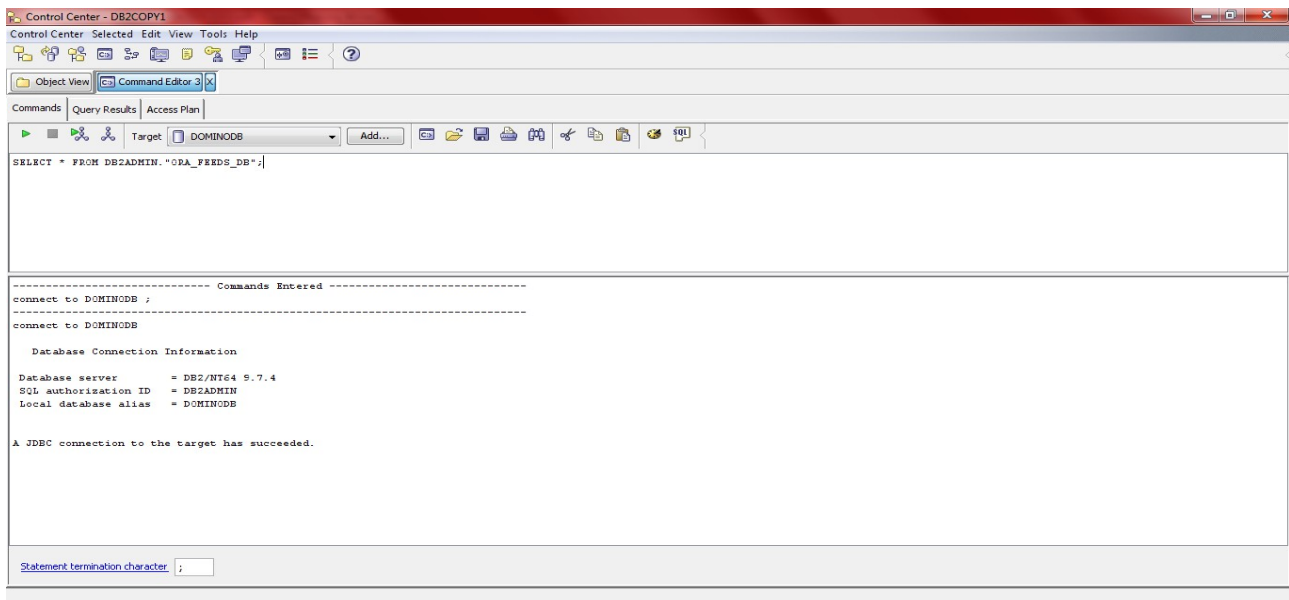 Control Center - DB2COPY1
Control Center Selected Edit View Tools Help
Object View Command Editor 3 X
Commands Query Results Access Plan
Target DOMINODB Add... SQL
SELECT * FROM DB2ADMIN."ORA_FEEDS_DB";
------------------------------ Commands Entered ------------------------------
connect to DOMINODB ;
------------------------------------------------------------------------------
connect to DOMINODB
Database Connection Information
Database server = DB2/NT64 9.7.4
SQL authorization ID = DB2ADMIN
Local database alias = DOMINODB
A JDBC connection to the target has succeeded.
Statement termination character ;